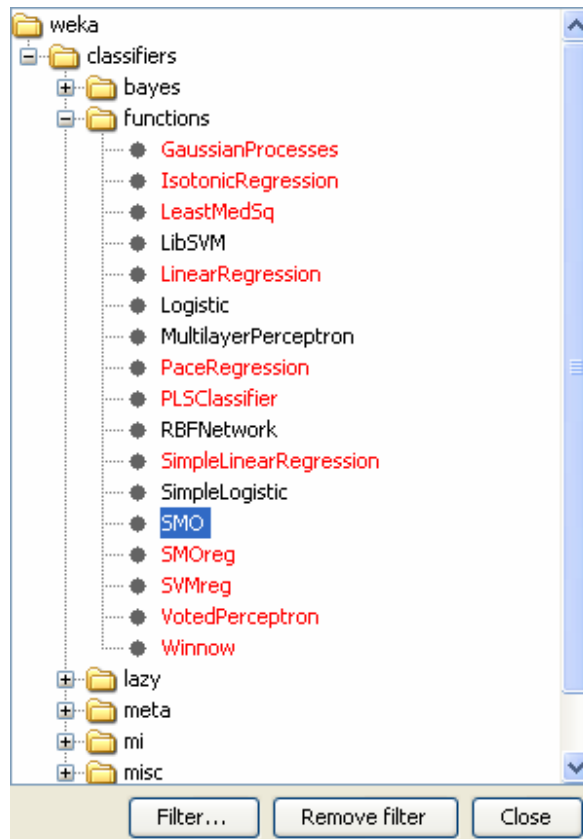 weka
classifiers
bayes
functions
GaussianProcesses
IsotonicRegression
LeastMedSq
LibSVM
LinearRegression
Logistic
MultilayerPerceptron
PaceRegression
PLSClassifier
RBFNetwork
SimpleLinearRegression
SimpleLogistic
SMO
SMOreg
SVMreg
VotedPerceptron
Winnow
lazy
meta
mi
misc
Filter... Remove filter Close